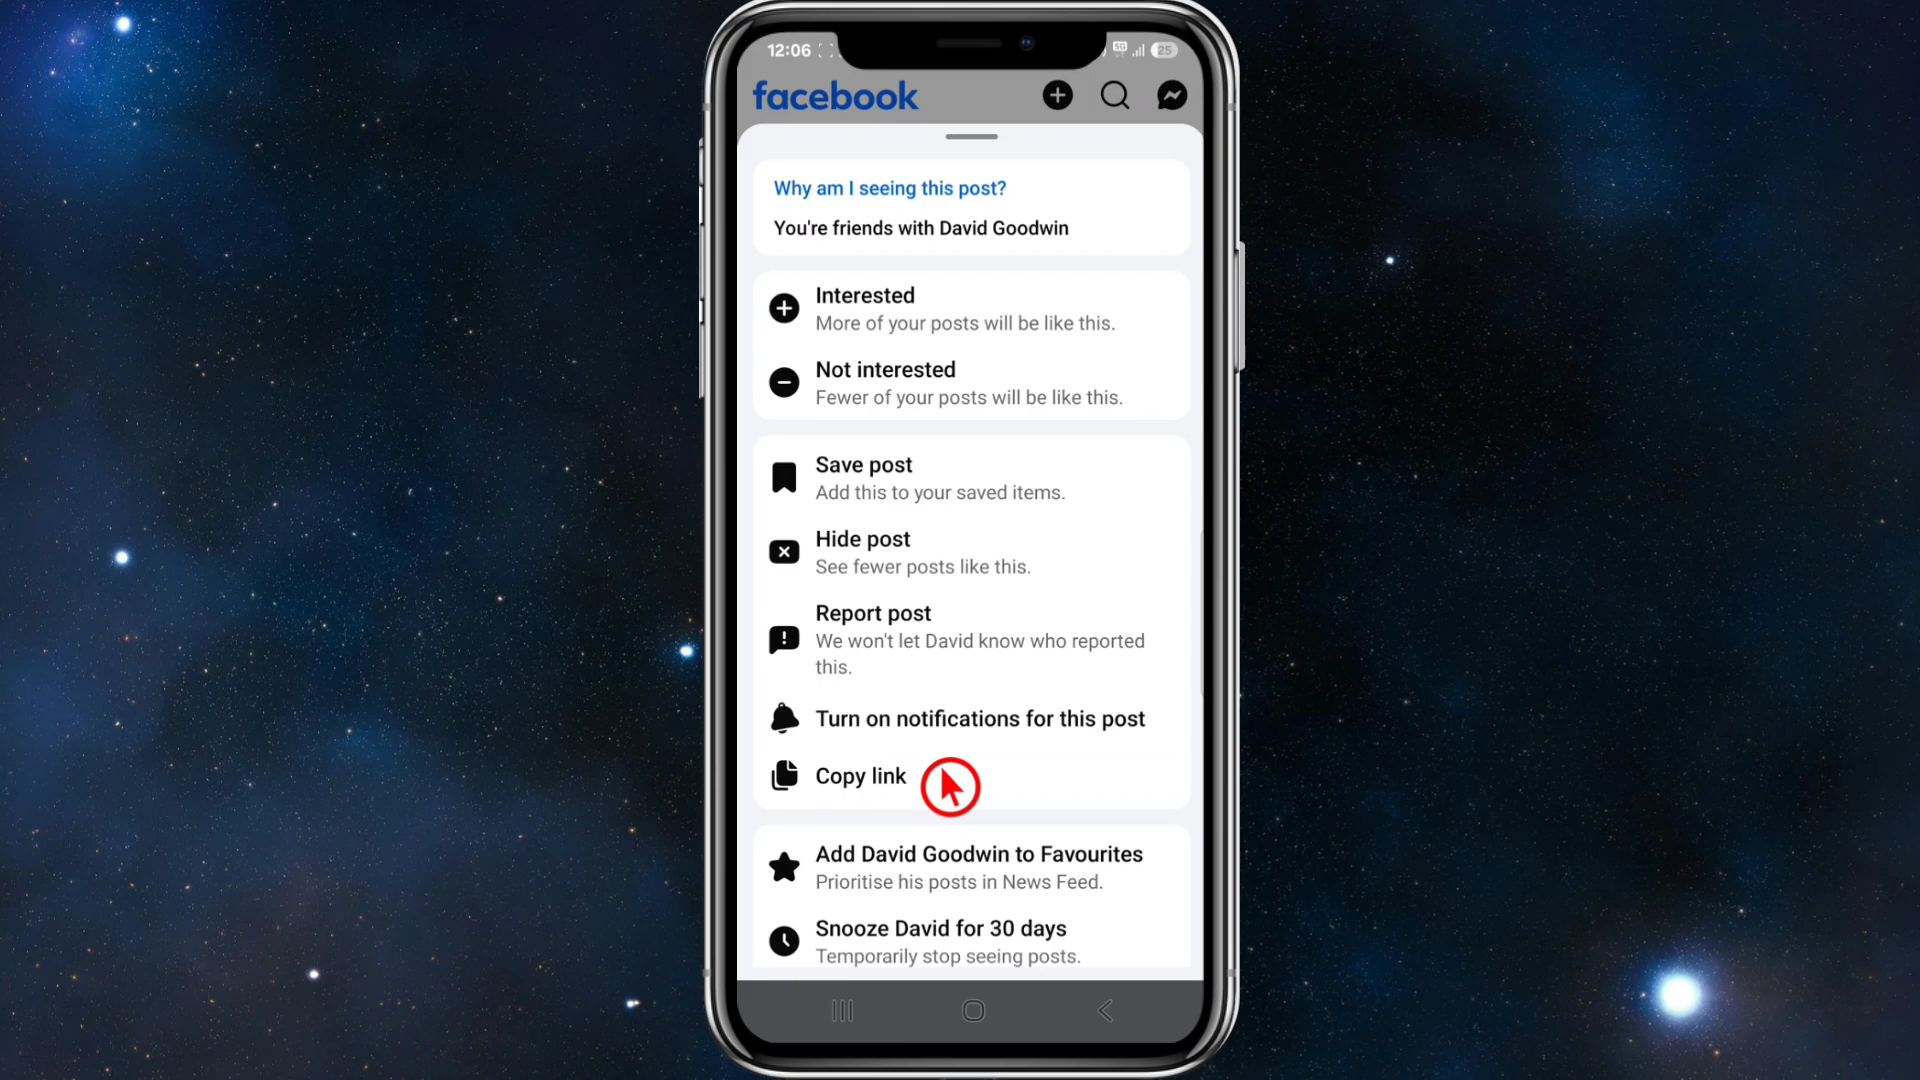 12:06
5G
25
facebook
Why am I seeing this post?
You're friends with David Goodwin
Interested
More of your posts will be like this.
Not interested
Fewer of your posts will be like this.
Save post
Add this to your saved items.
Hide post
See fewer posts like this.
Report post
We won't let David know who reported
this.
Turn on notifications for this post
Copy link
Add David Goodwin to Favourites
Prioritise his posts in News Feed.
Snooze David for 30 days
Temporarily stop seeing posts.